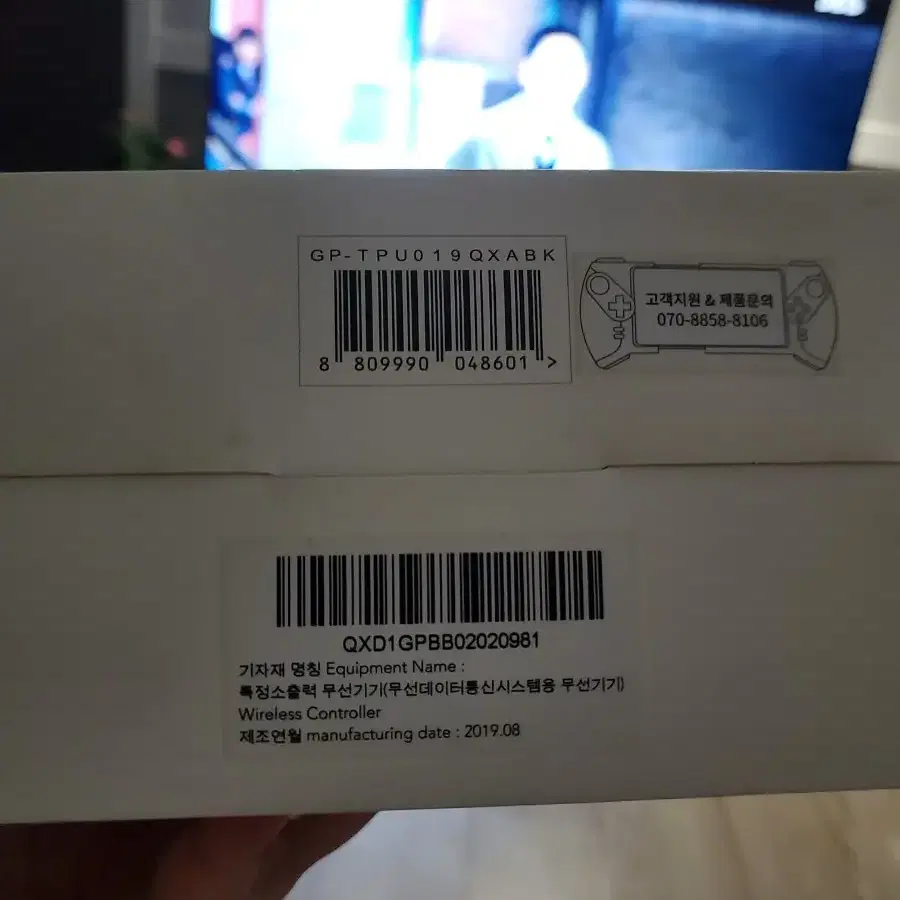 GP-TPU019QXABK
8 809990 048601 >
고객지원 & 제품문의
070-8858-8106
QXD1GPBB02020981
기자재 명칭 Equipment Name :
특정소출력 무선기기(무선데이터통신시스템용 무선기기)
Wireless Controller
제조연월 manufacturing date : 2019.08